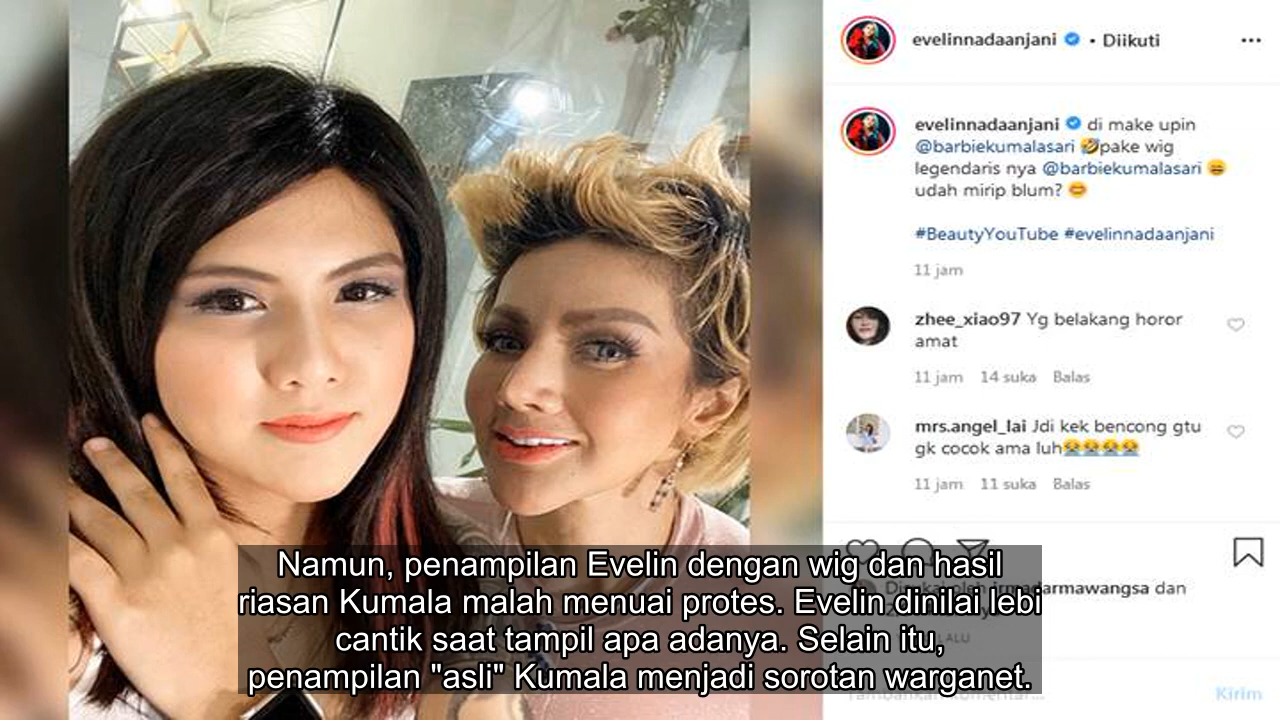 evelinnadaanjani • Diikuti
evelinnadaanjani di make upin
@barbiekumalasari 🤣pake wig
legendaris nya @barbiekumalasari 😄
udah mirip blum? 😊
#BeautyYouTube #evelinnadaanjani
11 jam
zhee_xiao97 Yg belakang horor
amat
11 jam 14 suka Balas
mrs.angel_lai Jdi kek bencong gtu
gk cocok ama luh😭😭😭😭
11 jam 11 suka Balas
armawangsa dan
LALU
Kirim
Namun, penampilan Evelin dengan wig dan hasil
riasan Kumala malah menuai protes. Evelin dinilai lebi
cantik saat tampil apa adanya. Selain itu,
penampilan "asli" Kumala menjadi sorotan warganet.